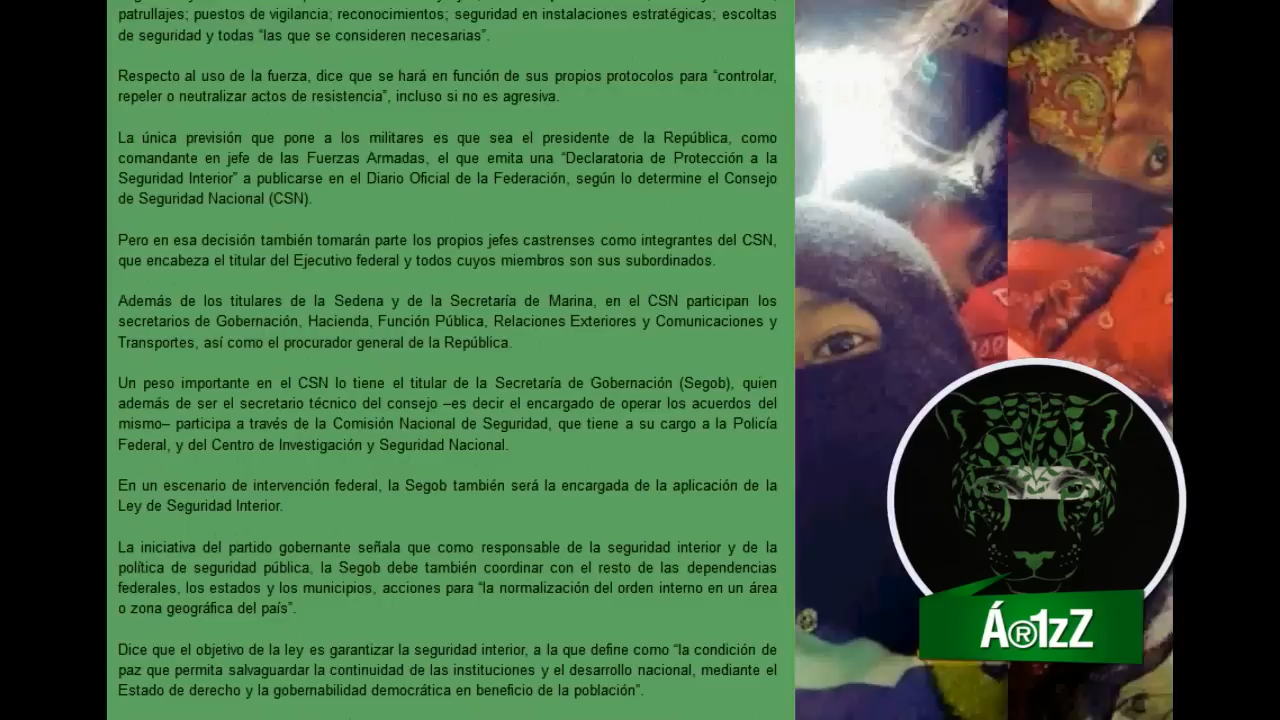 patrullajes; puestos de vigilancia; reconocimientos; seguridad en instalaciones estratégicas; escoltas
de seguridad y todas “las que se consideren necesarias”.
Respecto al uso de la fuerza, dice que se hará en función de sus propios protocolos para “controlar,
repeler o neutralizar actos de resistencia”, incluso si no es agresiva.
La única previsión que pone a los militares es que sea el presidente de la República, como
comandante en jefe de las Fuerzas Armadas, el que emita una “Declaratoria de Protección a la
Seguridad Interior” a publicarse en el Diario Oficial de la Federación, según lo determine el Consejo
de Seguridad Nacional (CSN).
Pero en esa decisión también tomarán parte los propios jefes castrenses como integrantes del CSN,
que encabeza el titular del Ejecutivo federal y todos cuyos miembros son sus subordinados.
Además de los titulares de la Sedena y de la Secretaría de Marina, en el CSN participan los
secretarios de Gobernación, Hacienda, Función Pública, Relaciones Exteriores y Comunicaciones y
Transportes, así como el procurador general de la República.
Un peso importante en el CSN lo tiene el titular de la Secretaría de Gobernación (Segob), quien
además de ser el secretario técnico del consejo –es decir el encargado de operar los acuerdos del
mismo– participa a través de la Comisión Nacional de Seguridad, que tiene a su cargo a la Policía
Federal, y del Centro de Investigación y Seguridad Nacional.
En un escenario de intervención federal, la Segob también será la encargada de la aplicación de la
Ley de Seguridad Interior.
La iniciativa del partido gobernante señala que como responsable de la seguridad interior y de la
política de seguridad pública, la Segob debe también coordinar con el resto de las dependencias
federales, los estados y los municipios, acciones para “la normalización del orden interno en un área
o zona geográfica del país”.
Dice que el objetivo de la ley es garantizar la seguridad interior, a la que define como “la condición de
paz que permita salvaguardar la continuidad de las instituciones y el desarrollo nacional, mediante el
Estado de derecho y la gobernabilidad democrática en beneficio de la población”.
Á®1zZ